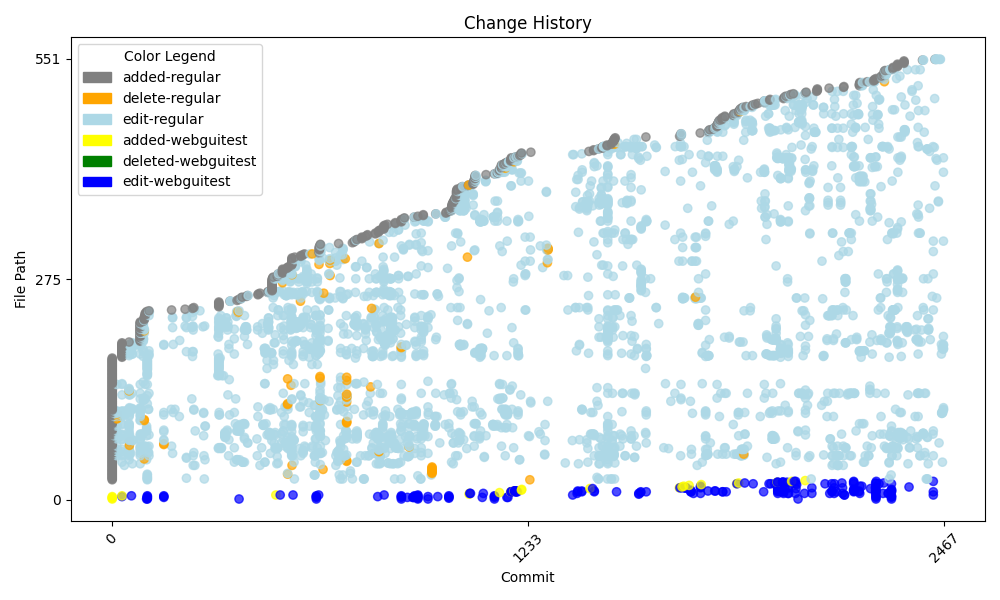 Change History
Color Legend
added-regular
delete-regular
edit-regular
added-webguitest
deleted-webguitest
edit-webguitest
551
275
0
File Path
0
1233
2467
Commit